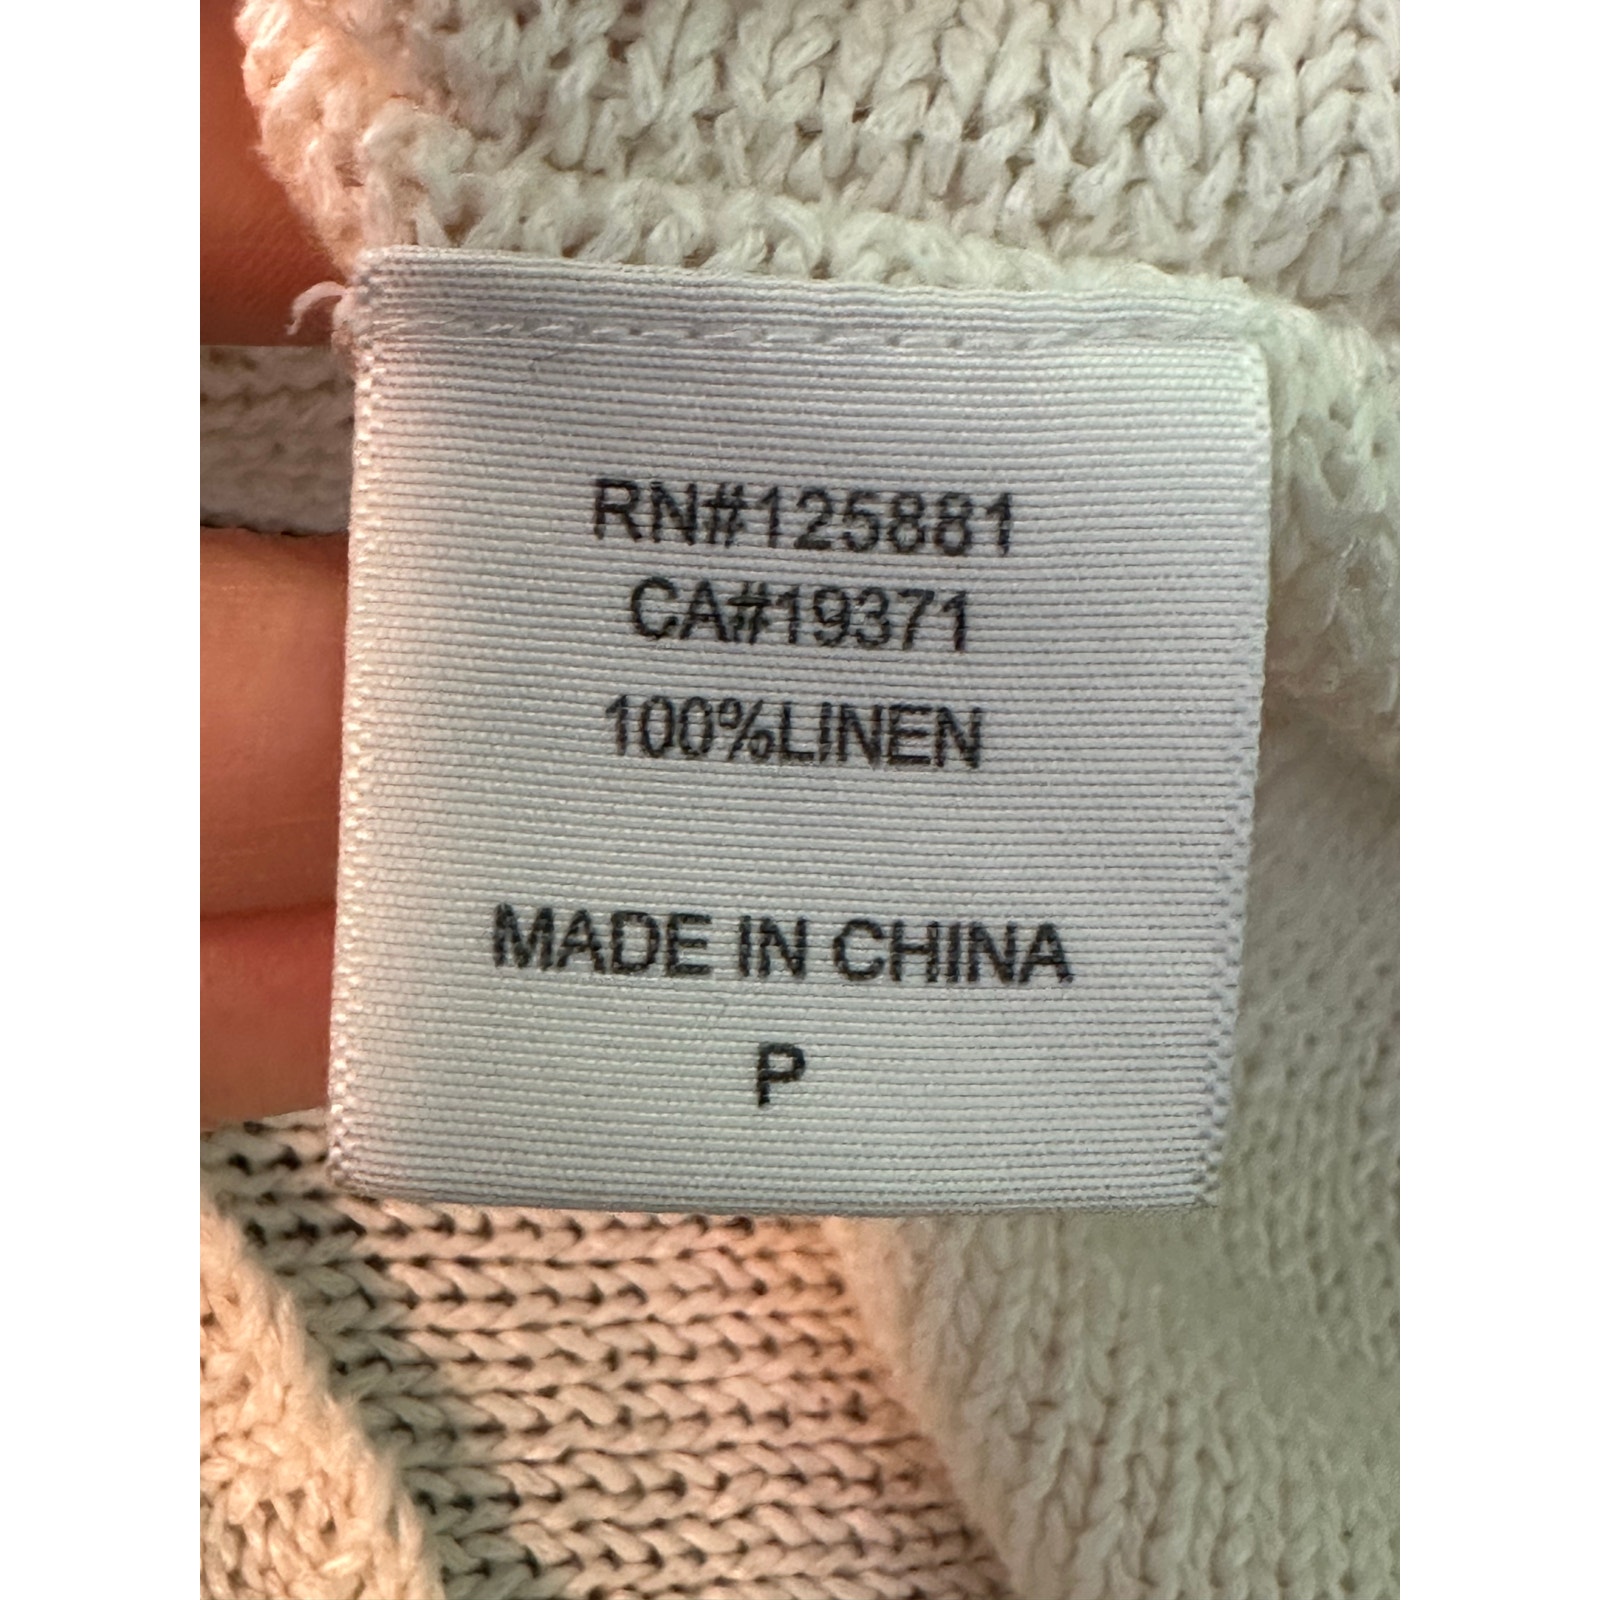 RN#125881
CA#19371
100%LINEN
MADE IN CHINA
P